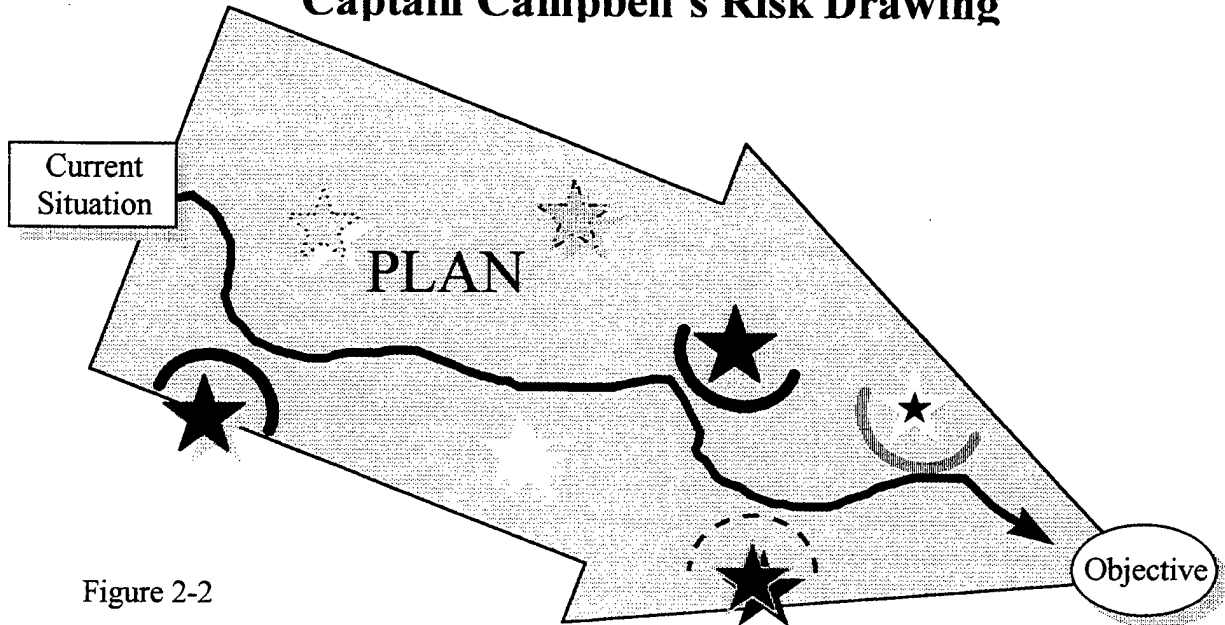 Captain Campbell's Risk Drawing
Current
Situation
PLAN
Objective
Figure 2-2